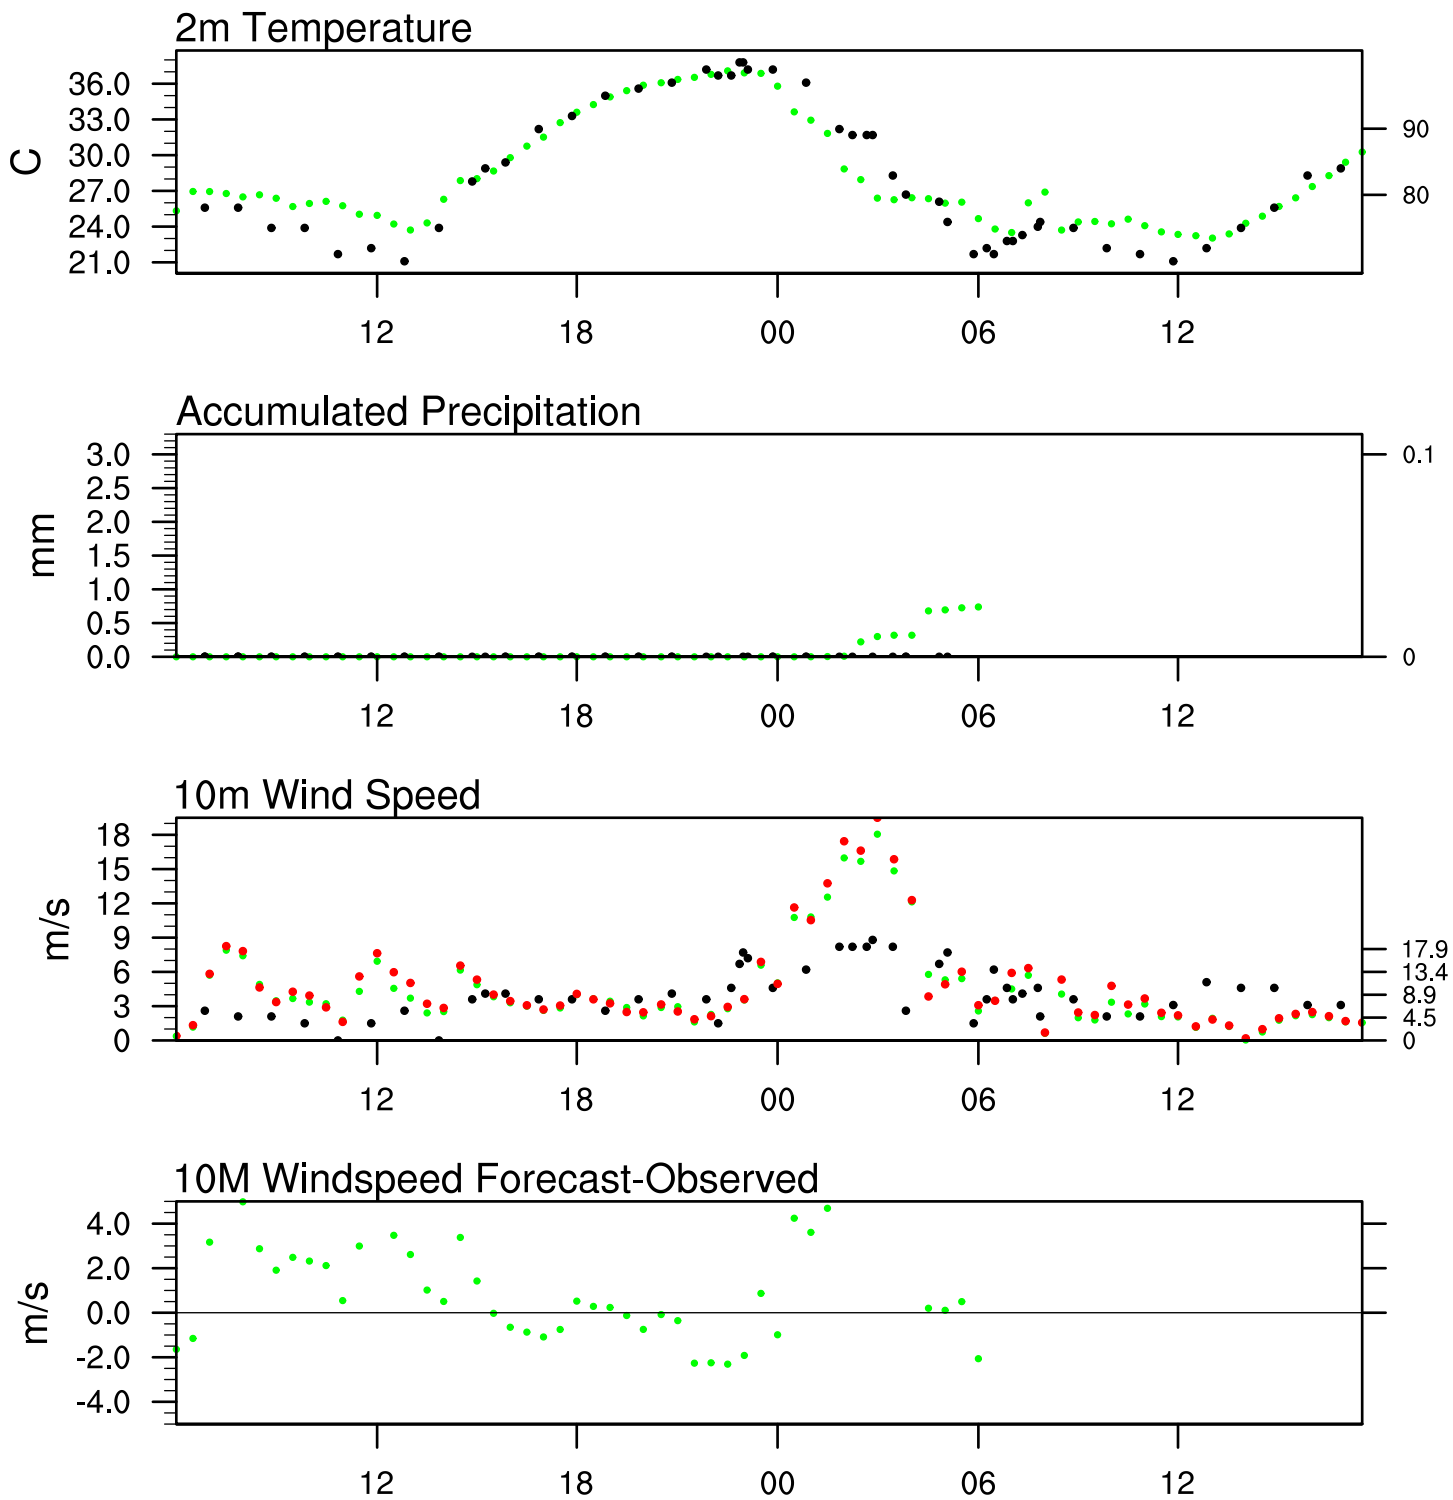 2m Temperature
C
36.0
33.0
30.0
27.0
24.0
21.0
90
80
12 18 00 06 12
Accumulated Precipitation
mm
3.0
2.5
2.0
1.5
1.0
0.5
0.0
0.1
0
12 18 00 06 12
10m Wind Speed
m/s
18
15
12
9
6
3
0
17.9
13.4
8.9
4.5
0
12 18 00 06 12
10M Windspeed Forecast-Observed
m/s
4.0
2.0
0.0
-2.0
-4.0
12 18 00 06 12